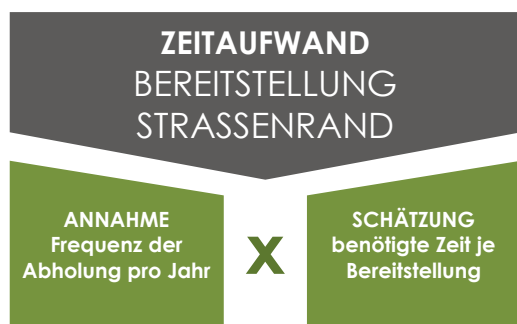 ZEITAUFWAND
BEREITSTELLUNG
STRASSENRAND
ANNAHME
Frequenz der
Abholung pro Jahr
X
SCHÄTZUNG
benötigte Zeit je
Bereitstellung